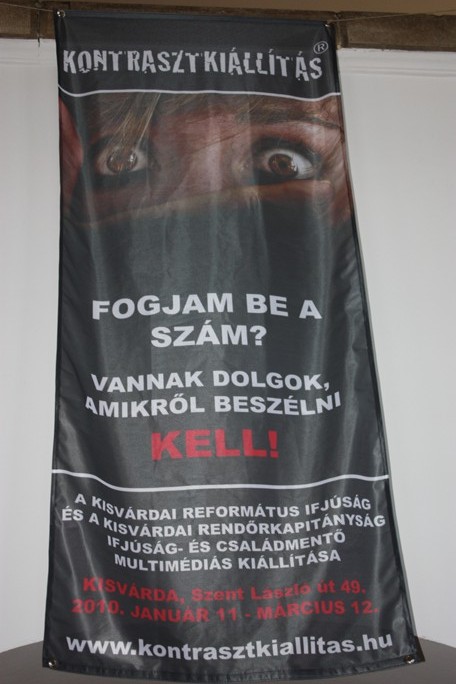 KONTRASZTKIÁLLÍTÁS®
FOGJAM BE A
SZÁM?
VANNAK DOLGOK,
AMIKRŐL BESZÉLNI
KELL!
A KISVÁRDAI REFORMÁTUS IFJÚSÁG
ÉS A KISVÁRDAI RENDŐRKAPITÁNYSÁG
IFJÚSÁG- ÉS CSALÁDMENTŐ
MULTIMÉDIÁS KIÁLLÍTÁSA
KISVÁRDA, Szent László út 49.
2010. JANUÁR 11 - MÁRCIUS 12.
www.kontrasztkiallitas.hu